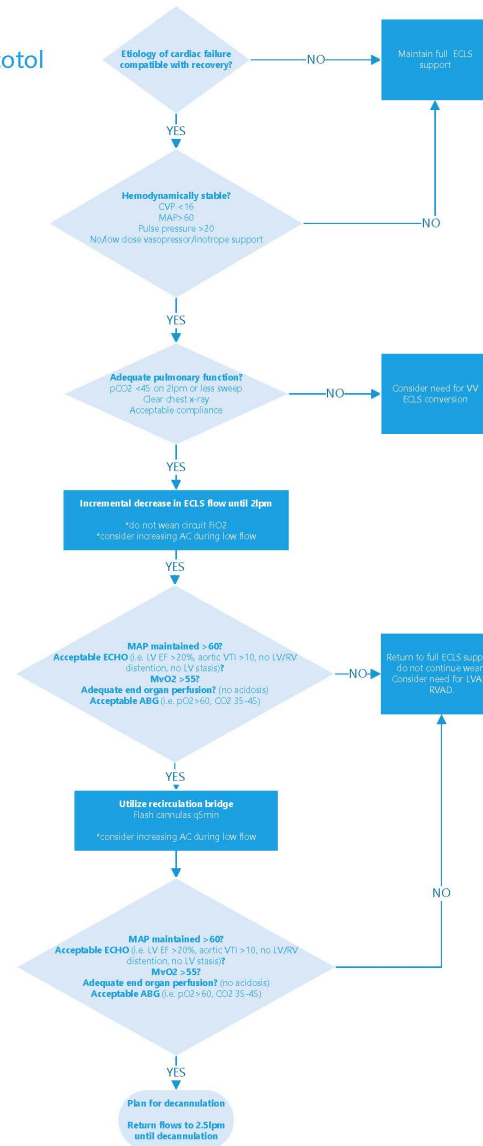 otol
Etiology of cardiac failure
compatible with recovery?
NO
Maintain full ECLS
support
YES
Hemodynamically stable?
CVP <16
MAP>60
Pulse pressure >20
No/low dose vasopressor/inotrope support
NO
YES
Adequate pulmonary function?
pCO2 <45 on 2lpm or less sweep
Clear chest x-ray
Acceptable compliance
NO
Consider need for VV
ECLS conversion
YES
Incremental decrease in ECLS flow until 2lpm
*do not wean circuit FiO2
*consider increasing AC during low flow
YES
MAP maintained >60?
Acceptable ECHO (i.e. LV EF >20%, aortic VTI >10, no LV/RV
distention, no LV stasis)?
MvO2 >55?
Adequate end organ perfusion? (no acidosis)
Acceptable ABG (i.e. pO2>60, CO2 35-45)
NO
Return to full ECLS supp
do not continue wean
Consider need for LVA
RVAD.
YES
Utilize recirculation bridge
Flash cannulas q5min
*consider increasing AC during low flow
NO
MAP maintained >60?
Acceptable ECHO (i.e. LV EF >20%, aortic VTI >10, no LV/RV
distention, no LV stasis)?
MvO2 >55?
Adequate end organ perfusion? (no acidosis)
Acceptable ABG (i.e. pO2>60, CO2 35-45)
YES
Plan for decannulation
Return flows to 2.5lpm
until decannulation